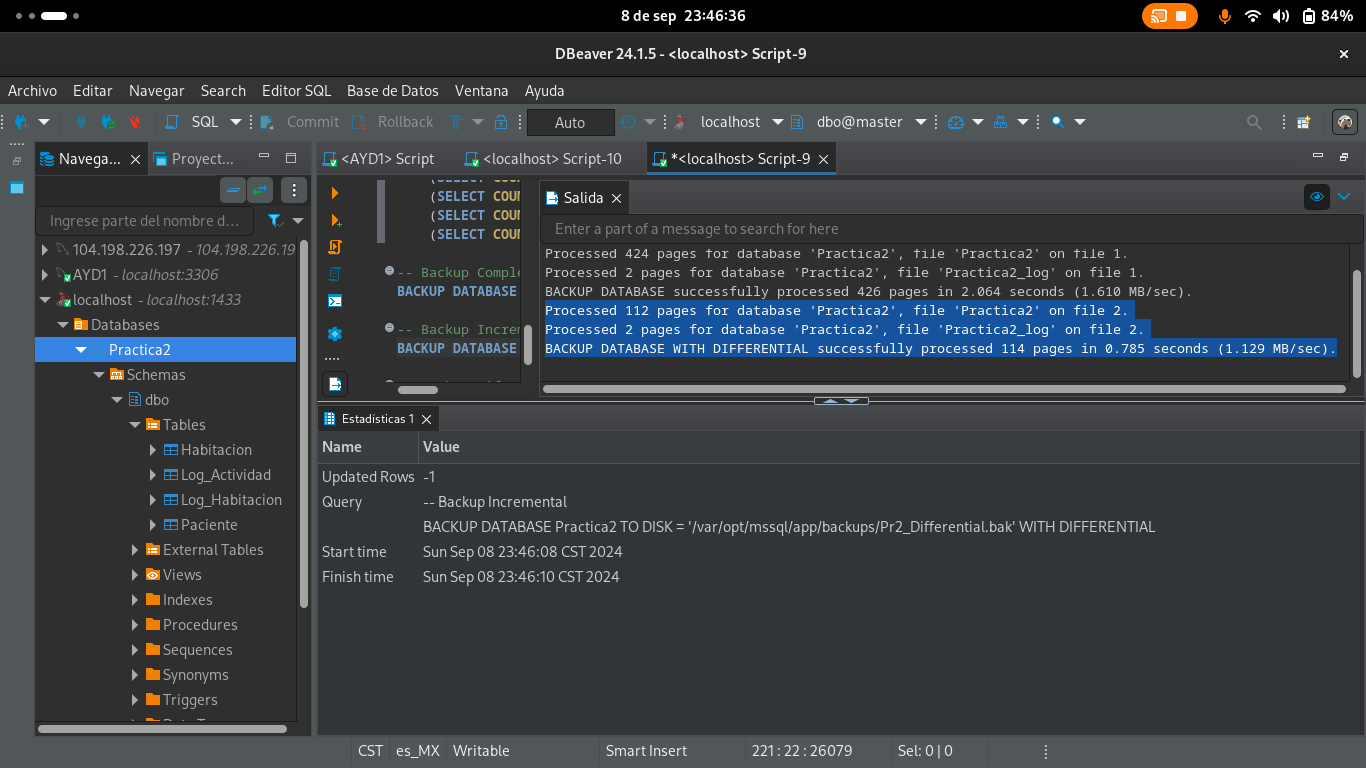 8 de sep 23:46:36
84%
DBeaver 24.1.5 - <localhost> Script-9
Archivo Editar Navegar Search Editor SQL Base de Datos Ventana Ayuda
SQL Commit Rollback Auto localhost dbo@master
Navega... Proyect...
Ingrese parte del nombre d...
104.198.226.197 - 104.198.226.19
AYD1 - localhost:3306
localhost - localhost:1433
Databases
Practica2
Schemas
dbo
Tables
Habitacion
Log_Actividad
Log_Habitacion
Paciente
External Tables
Views
Indexes
Procedures
Sequences
Synonyms
Triggers
<AYD1> Script <localhost> Script-10 *<localhost> Script-9
(SELECT COUN
(SELECT COUN
(SELECT COUN
-- Backup Comple
BACKUP DATABASE
-- Backup Increm
BACKUP DATABASE
Salida
Enter a part of a message to search for here
Processed 424 pages for database 'Practica2', file 'Practica2' on file 1.
Processed 2 pages for database 'Practica2', file 'Practica2_log' on file 1.
BACKUP DATABASE successfully processed 426 pages in 2.064 seconds (1.610 MB/sec).
Processed 112 pages for database 'Practica2', file 'Practica2' on file 2.
Processed 2 pages for database 'Practica2', file 'Practica2_log' on file 2.
BACKUP DATABASE WITH DIFFERENTIAL successfully processed 114 pages in 0.785 seconds (1.129 MB/sec).
Estadísticas 1
Name Value
Updated Rows -1
Query -- Backup Incremental
BACKUP DATABASE Practica2 TO DISK = '/var/opt/mssql/app/backups/Pr2_Differential.bak' WITH DIFFERENTIAL
Start time Sun Sep 08 23:46:08 CST 2024
Finish time Sun Sep 08 23:46:10 CST 2024
CST es_MX Writable Smart Insert 221 : 22 : 26079 Sel: 0 | 0